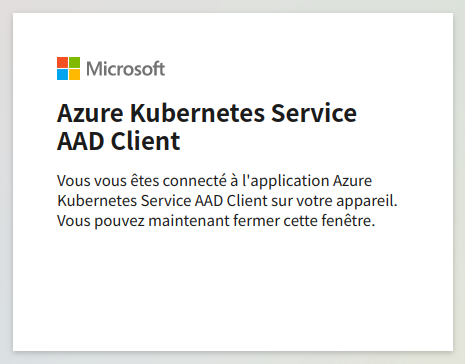 Microsoft
Azure Kubernetes Service
AAD Client
Vous vous êtes connecté à l'application Azure
Kubernetes Service AAD Client sur votre appareil.
Vous pouvez maintenant fermer cette fenêtre.